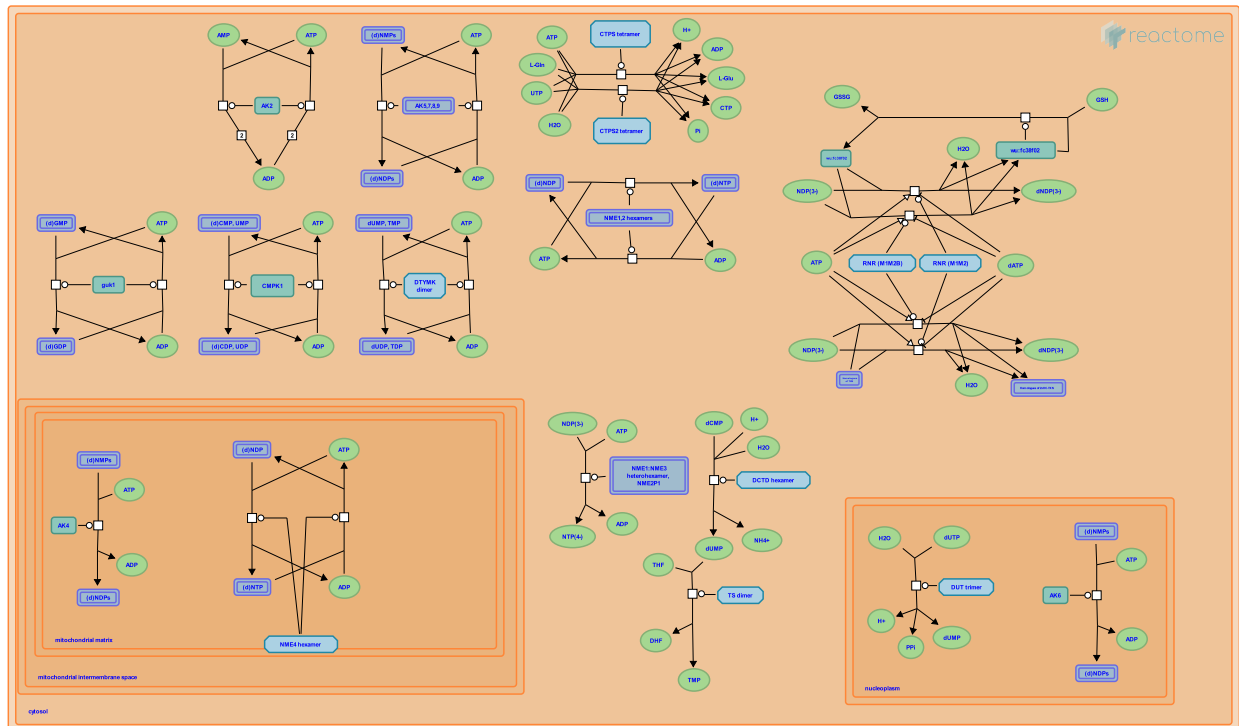 reactome
AMP
ATP
AK2
2
2
ADP
(d)NMPs
ATP
AK5,7,8,9
(d)NDPs
ADP
CTPS tetramer
ATP
L-Gln
UTP
H2O
H+
ADP
L-Glu
CTP
Pi
CTPS2 tetramer
(d)NDP
(d)NTP
NME1,2 hexamers
ATP
ADP
GSSG
GSH
wu:fc38f02
wu:fc38f02
H2O
NDP(3-)
dNDP(3-)
ATP
RNR (M1M2B)
RNR (M1M2)
dATP
NDP(3-)
dNDP(3-)
H2O
(d)GMP
ATP
guk1
(d)GDP
ADP
(d)CMP, UMP
ATP
CMPK1
(d)CDP, UDP
ADP
dUMP, TMP
ATP
DTYMK
dimer
dUDP, TDP
ADP
(d)NMPs
ATP
AK4
ADP
(d)NDPs
(d)NDP
ATP
(d)NTP
ADP
NME4 hexamer
mitochondrial matrix
mitochondrial intermembrane space
cytosol
NDP(3-)
ATP
NME1:NME3
heterohexamer,
NME2P1
ADP
NTP(4-)
dCMP
H+
H2O
DCTD hexamer
NH4+
dUMP
THF
TS dimer
DHF
TMP
H2O
dUTP
DUT trimer
H+
PPi
dUMP
(d)NMPs
ATP
AK6
ADP
(d)NDPs
nucleoplasm